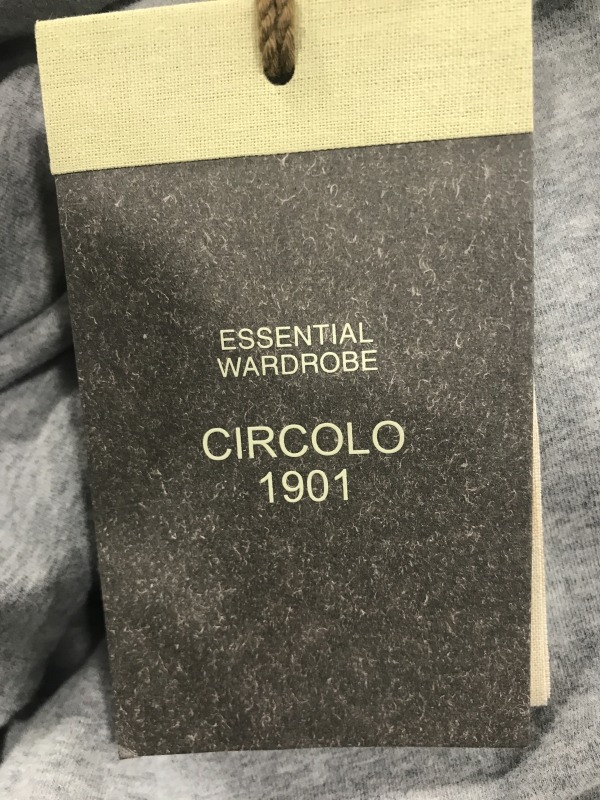 ESSENTIAL
WARDROBE
CIRCOLO
1901